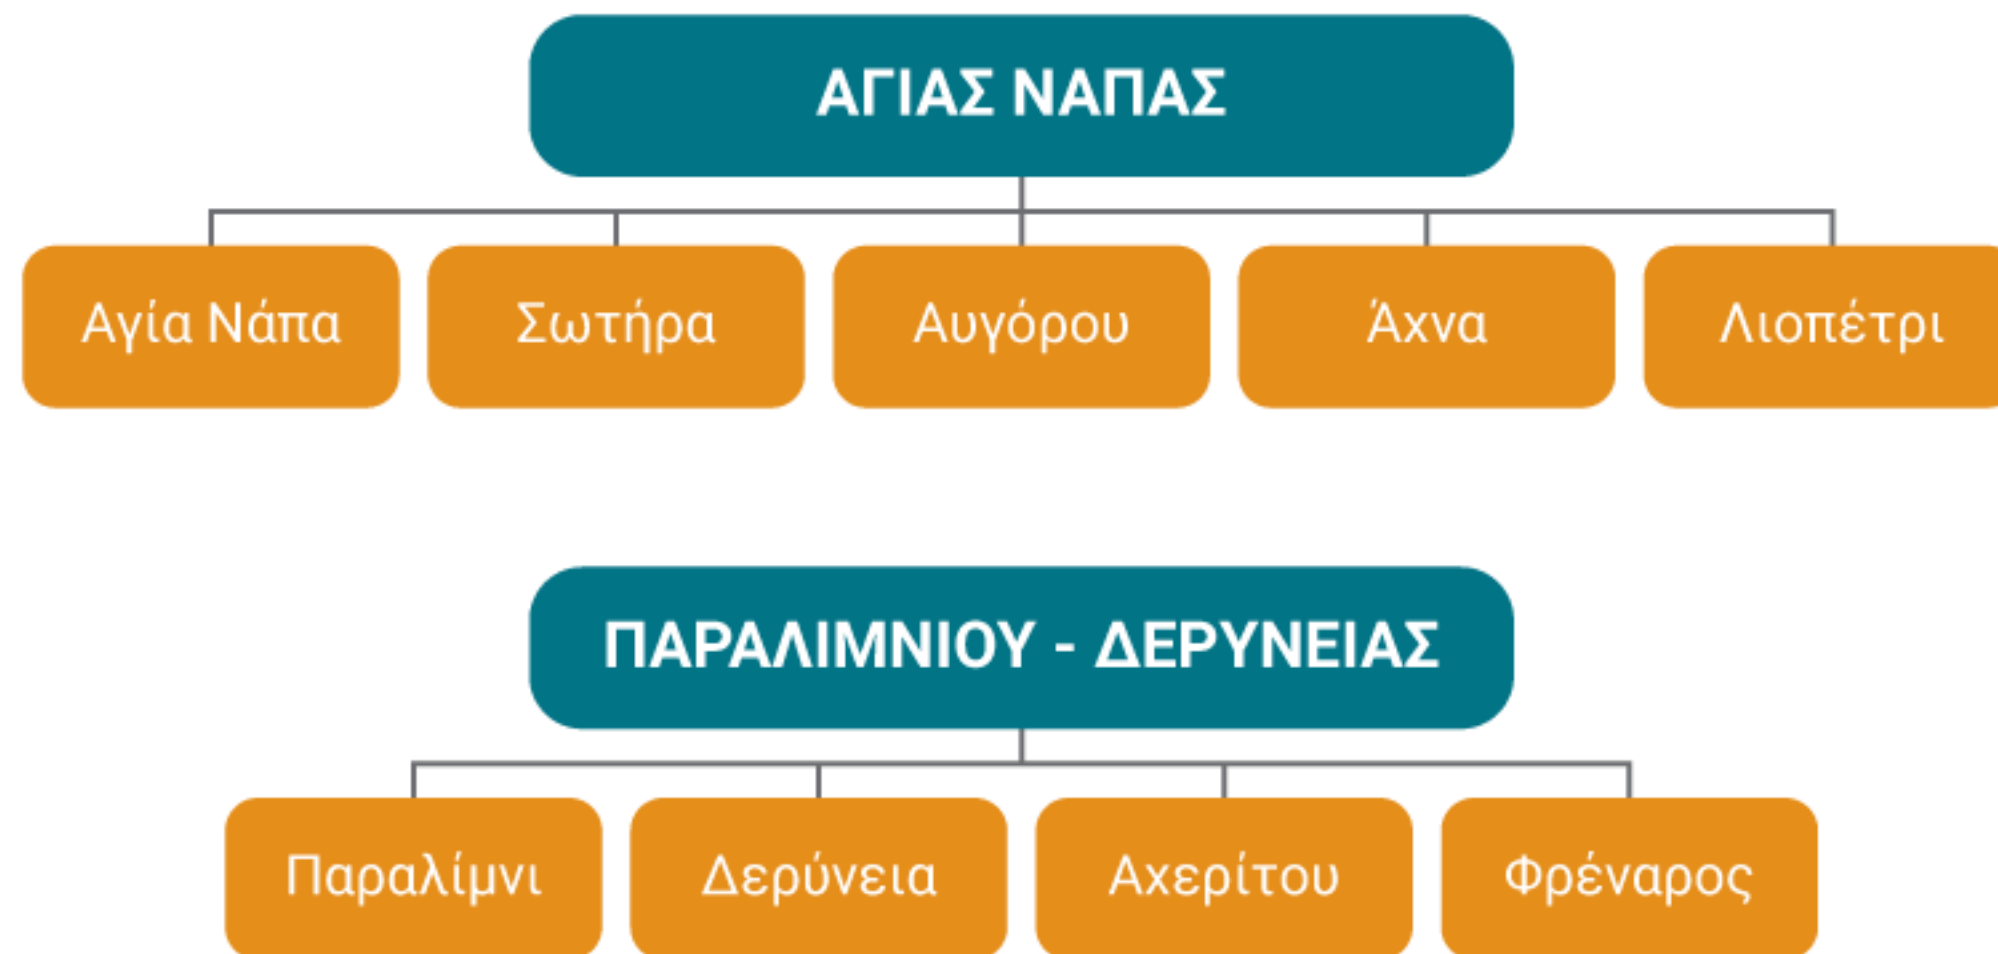 ΑΓΙΑΣ ΝΑΠΑΣ
Αγία Νάπα
Σωτήρα
Αυγόρου
Άχνα
Λιοπέτρι
ΠΑΡΑΛΙΜΝΙΟΥ - ΔΕΡΥΝΕΙΑΣ
Παραλίμνι
Δερύνεια
Αχερίτου
Φρέναρος